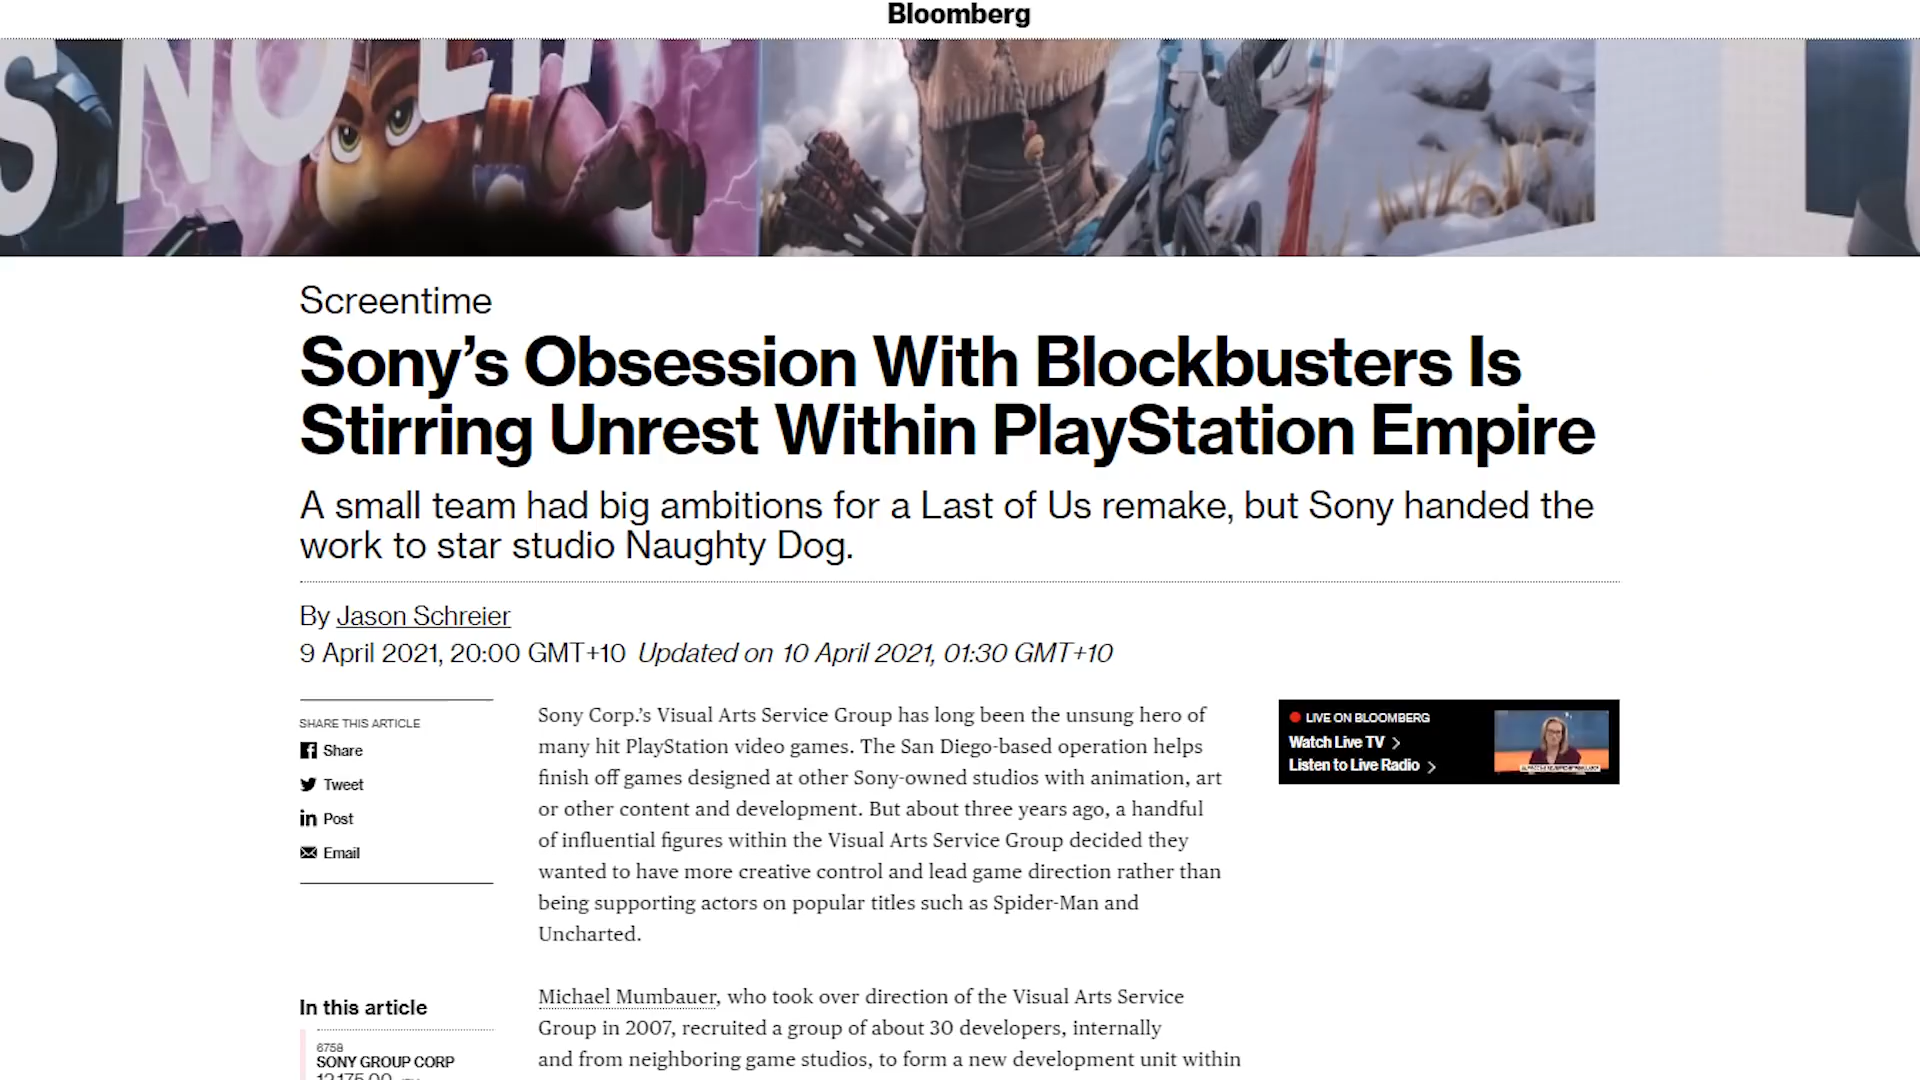 Bloomberg
S NO
Screentime
Sony’s Obsession With Blockbusters Is
Stirring Unrest Within PlayStation Empire
A small team had big ambitions for a Last of Us remake, but Sony handed the
work to star studio Naughty Dog.
By Jason Schreier
9 April 2021, 20:00 GMT+10 Updated on 10 April 2021, 01:30 GMT+10
SHARE THIS ARTICLE
Share
Tweet
Post
Email
In this article
6758
SONY GROUP CORP
Sony Corp.’s Visual Arts Service Group has long been the unsung hero of
many hit PlayStation video games. The San Diego-based operation helps
finish off games designed at other Sony-owned studios with animation, art
or other content and development. But about three years ago, a handful
of influential figures within the Visual Arts Service Group decided they
wanted to have more creative control and lead game direction rather than
being supporting actors on popular titles such as Spider-Man and
Uncharted.
Michael Mumbauer, who took over direction of the Visual Arts Service
Group in 2007, recruited a group of about 30 developers, internally
and from neighboring game studios, to form a new development unit within
LIVE ON BLOOMBERG
Watch Live TV
Listen to Live Radio